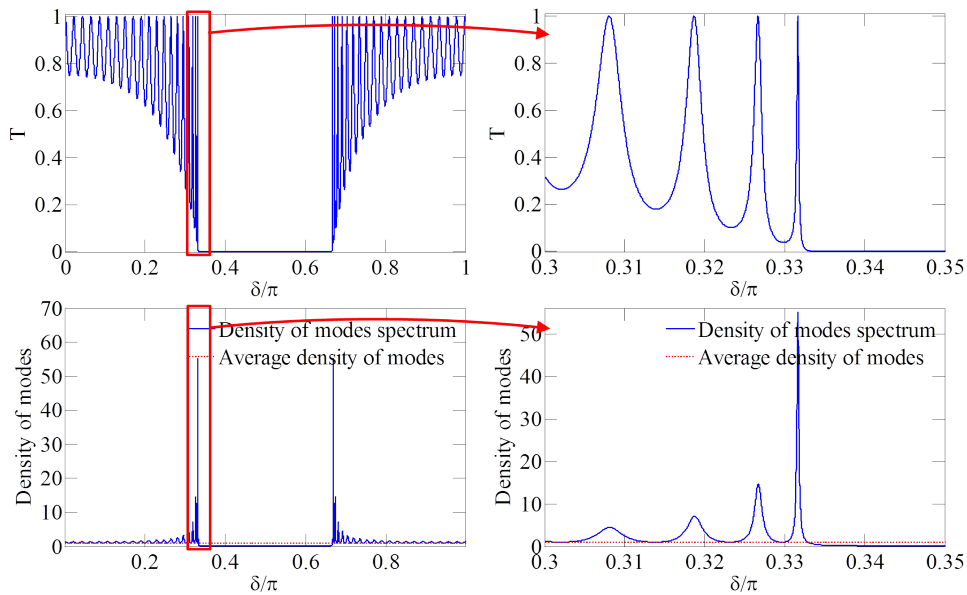 1
0.8
0.6
0.4
0.2
0
T
0 0.2 0.4 0.6 0.8 1
δ/π
1
0.8
0.6
0.4
0.2
0
T
0.3 0.31 0.32 0.33 0.34 0.35
δ/π
70
60
50
40
30
20
10
0
Density of modes
Density of modes spectrum
Average density of modes
0 0.2 0.4 0.6 0.8 1
δ/π
50
40
30
20
10
0
Density of modes
Density of modes spectrum
Average density of modes
0.3 0.31 0.32 0.33 0.34 0.35
δ/π